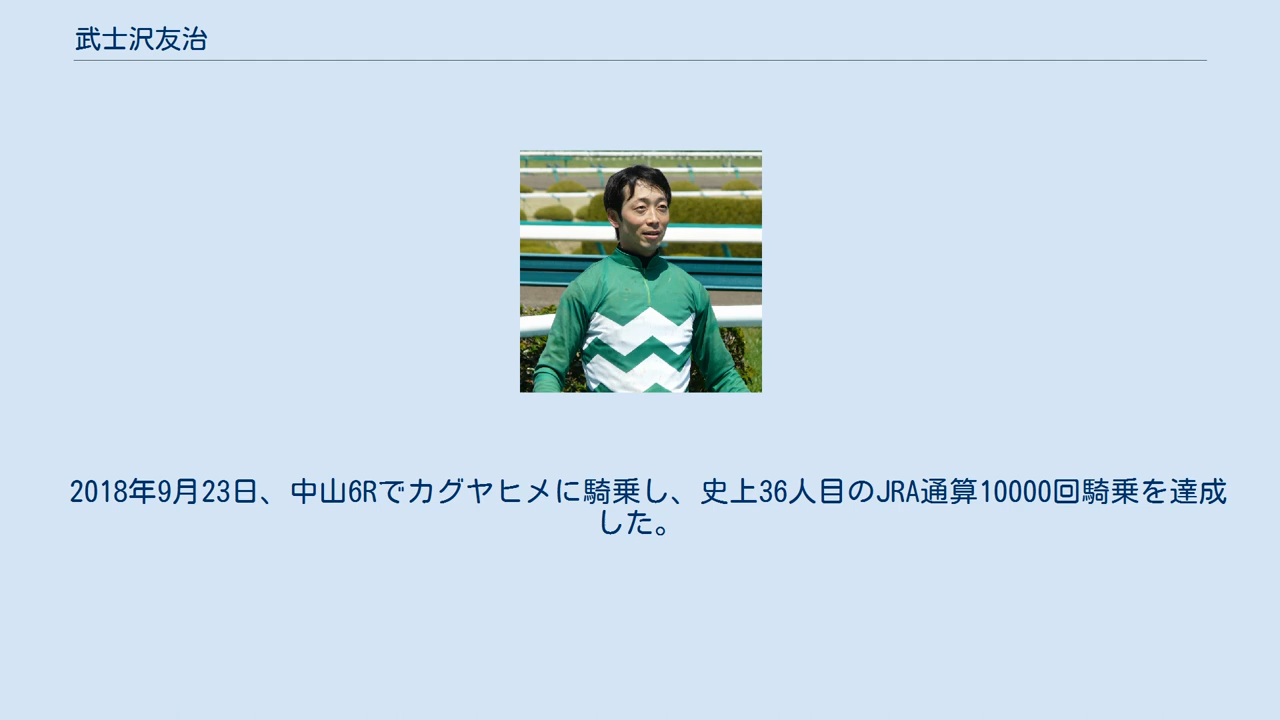 武士沢友治
2018年9月23日、中山6Rでカグヤヒメに騎乗し、史上36人目のJRA通算10000回騎乗を達成
した。